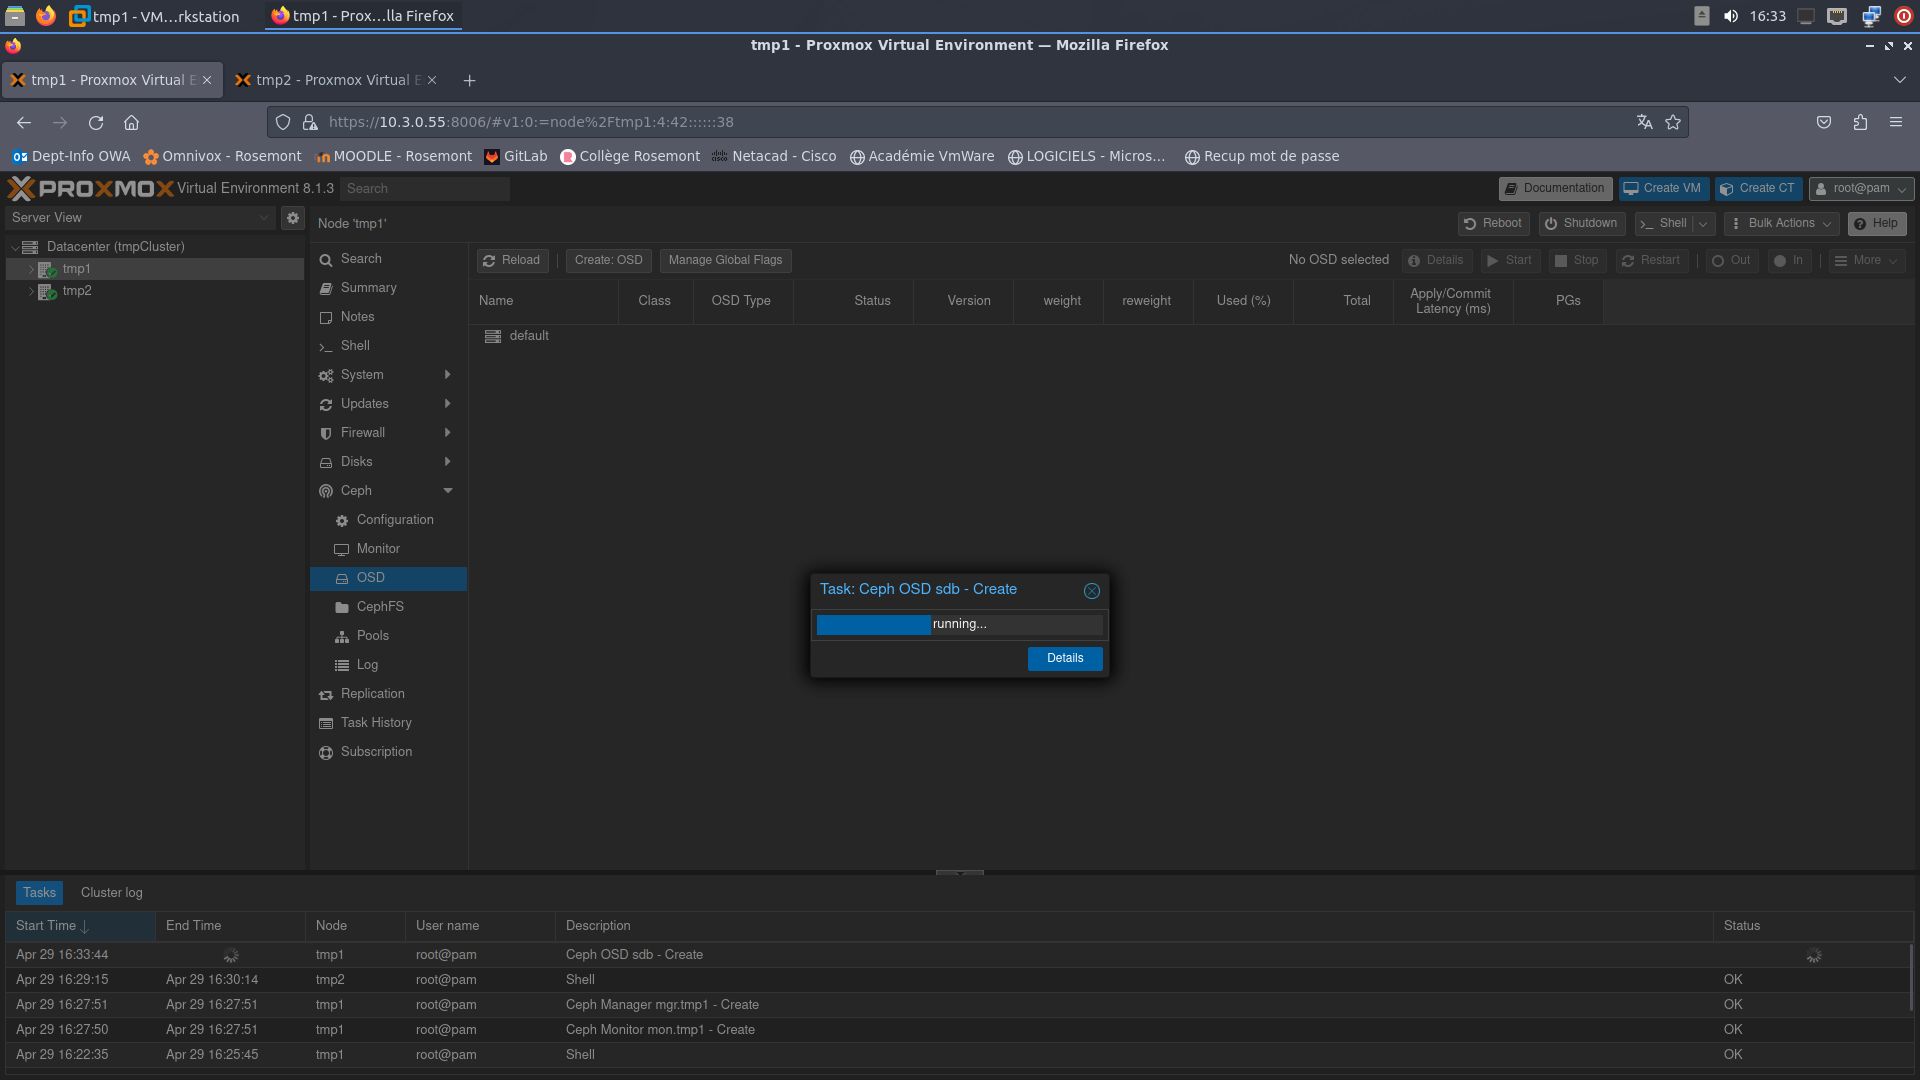 tmp1 - VM...rkstation tmp1 - Prox...lla Firefox 16:33
tmp1 - Proxmox Virtual Environment — Mozilla Firefox
tmp1 - Proxmox Virtual E tmp2 - Proxmox Virtual E
https://10.3.0.55:8006/#v1:0:=node%2Ftmp1:4:42::::::38
Dept-Info OWA Omnivox - Rosemont MOODLE - Rosemont GitLab Collège Rosemont Netacad - Cisco Académie VmWare LOGICIELS - Micros... Recup mot de passe
PROXMOX Virtual Environment 8.1.3 Search Documentation Create VM Create CT root@pam
Server View Node 'tmp1' Reboot Shutdown Shell Bulk Actions Help
Datacenter (tmpCluster)
tmp1
tmp2
Search
Summary
Notes
Shell
System
Updates
Firewall
Disks
Ceph
Configuration
Monitor
OSD
CephFS
Pools
Log
Replication
Task History
Subscription
Reload Create: OSD Manage Global Flags No OSD selected Details Start Stop Restart Out In More
Name Class OSD Type Status Version weight reweight Used (%) Total Apply/Commit Latency (ms) PGs
default
Task: Ceph OSD sdb - Create
running...
Details
Tasks Cluster log
Start Time End Time Node User name Description Status
Apr 29 16:33:44 tmp1 root@pam Ceph OSD sdb - Create
Apr 29 16:29:15 Apr 29 16:30:14 tmp2 root@pam Shell OK
Apr 29 16:27:51 Apr 29 16:27:51 tmp1 root@pam Ceph Manager mgr.tmp1 - Create OK
Apr 29 16:27:50 Apr 29 16:27:51 tmp1 root@pam Ceph Monitor mon.tmp1 - Create OK
Apr 29 16:22:35 Apr 29 16:25:45 tmp1 root@pam Shell OK